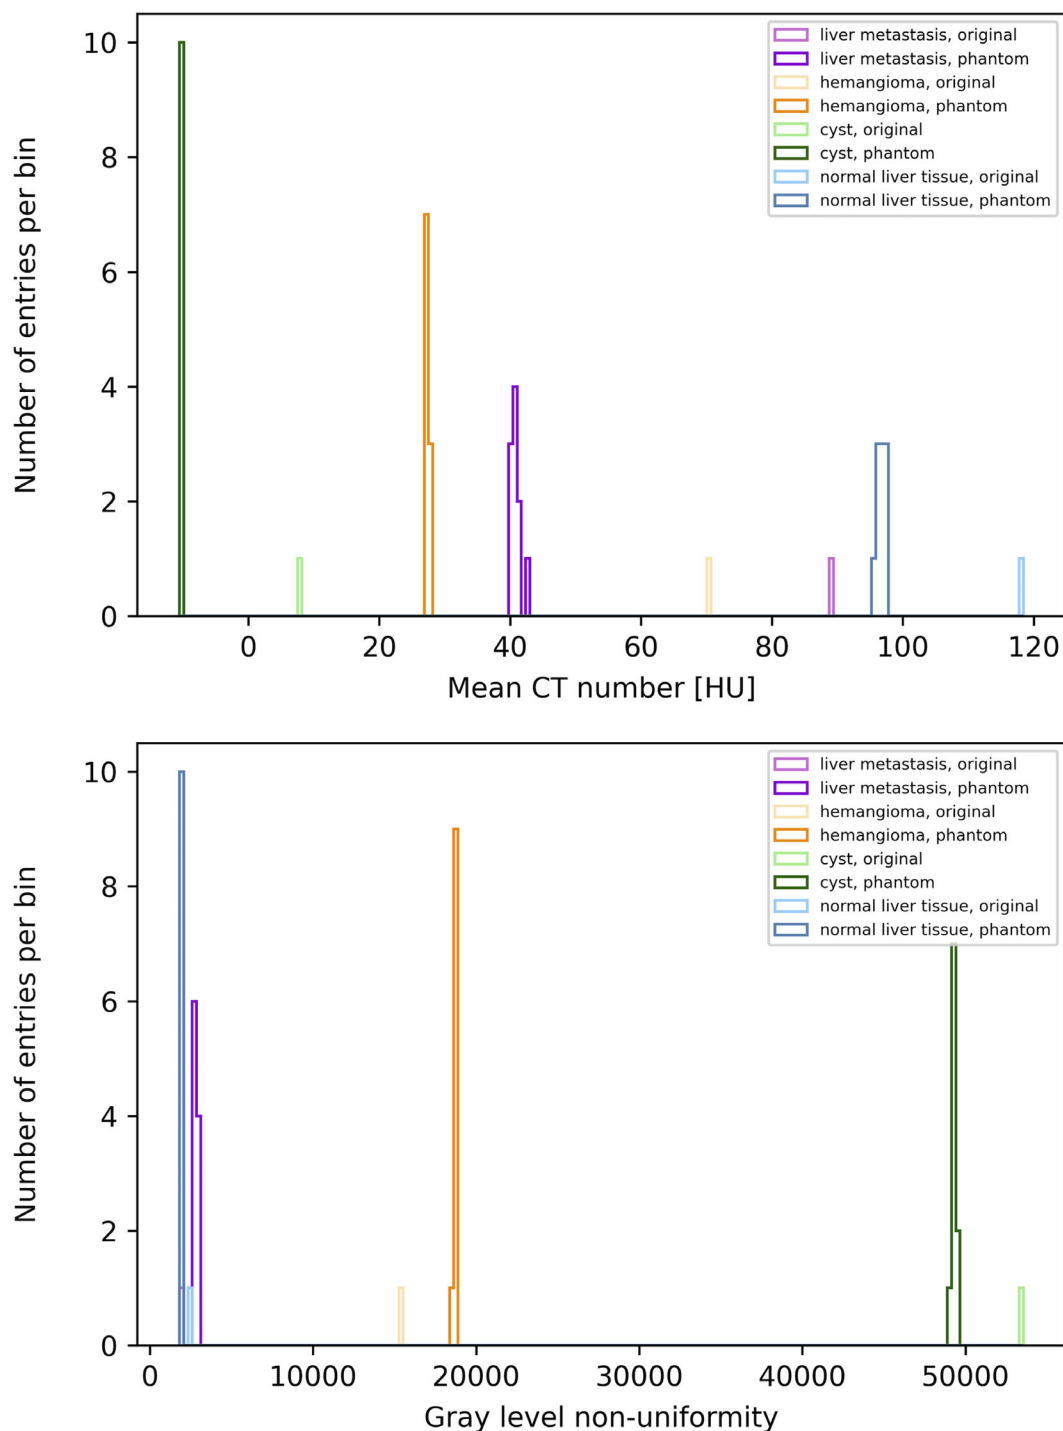 Number of entries per bin
10
8
6
4
2
0
liver metastasis, original
liver metastasis, phantom
hemangioma, original
hemangioma, phantom
cyst, original
cyst, phantom
normal liver tissue, original
normal liver tissue, phantom
0 20 40 60 80 100 120
Mean CT number [HU]
Number of entries per bin
10
8
6
4
2
0
liver metastasis, original
liver metastasis, phantom
hemangioma, original
hemangioma, phantom
cyst, original
cyst, phantom
normal liver tissue, original
normal liver tissue, phantom
0 10000 20000 30000 40000 50000
Gray level non-uniformity